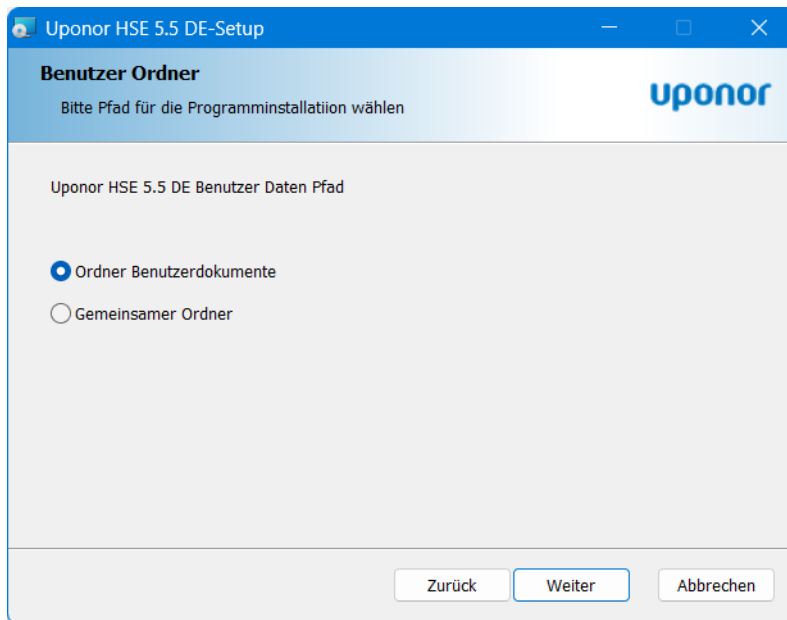 Uponor HSE 5.5 DE-Setup
Benutzer Ordner
Bitte Pfad für die Programminstallatiion wählen
uponor
Uponor HSE 5.5 DE Benutzer Daten Pfad
Ordner Benutzerdokumente
Gemeinsamer Ordner
Zurück Weiter Abbrechen